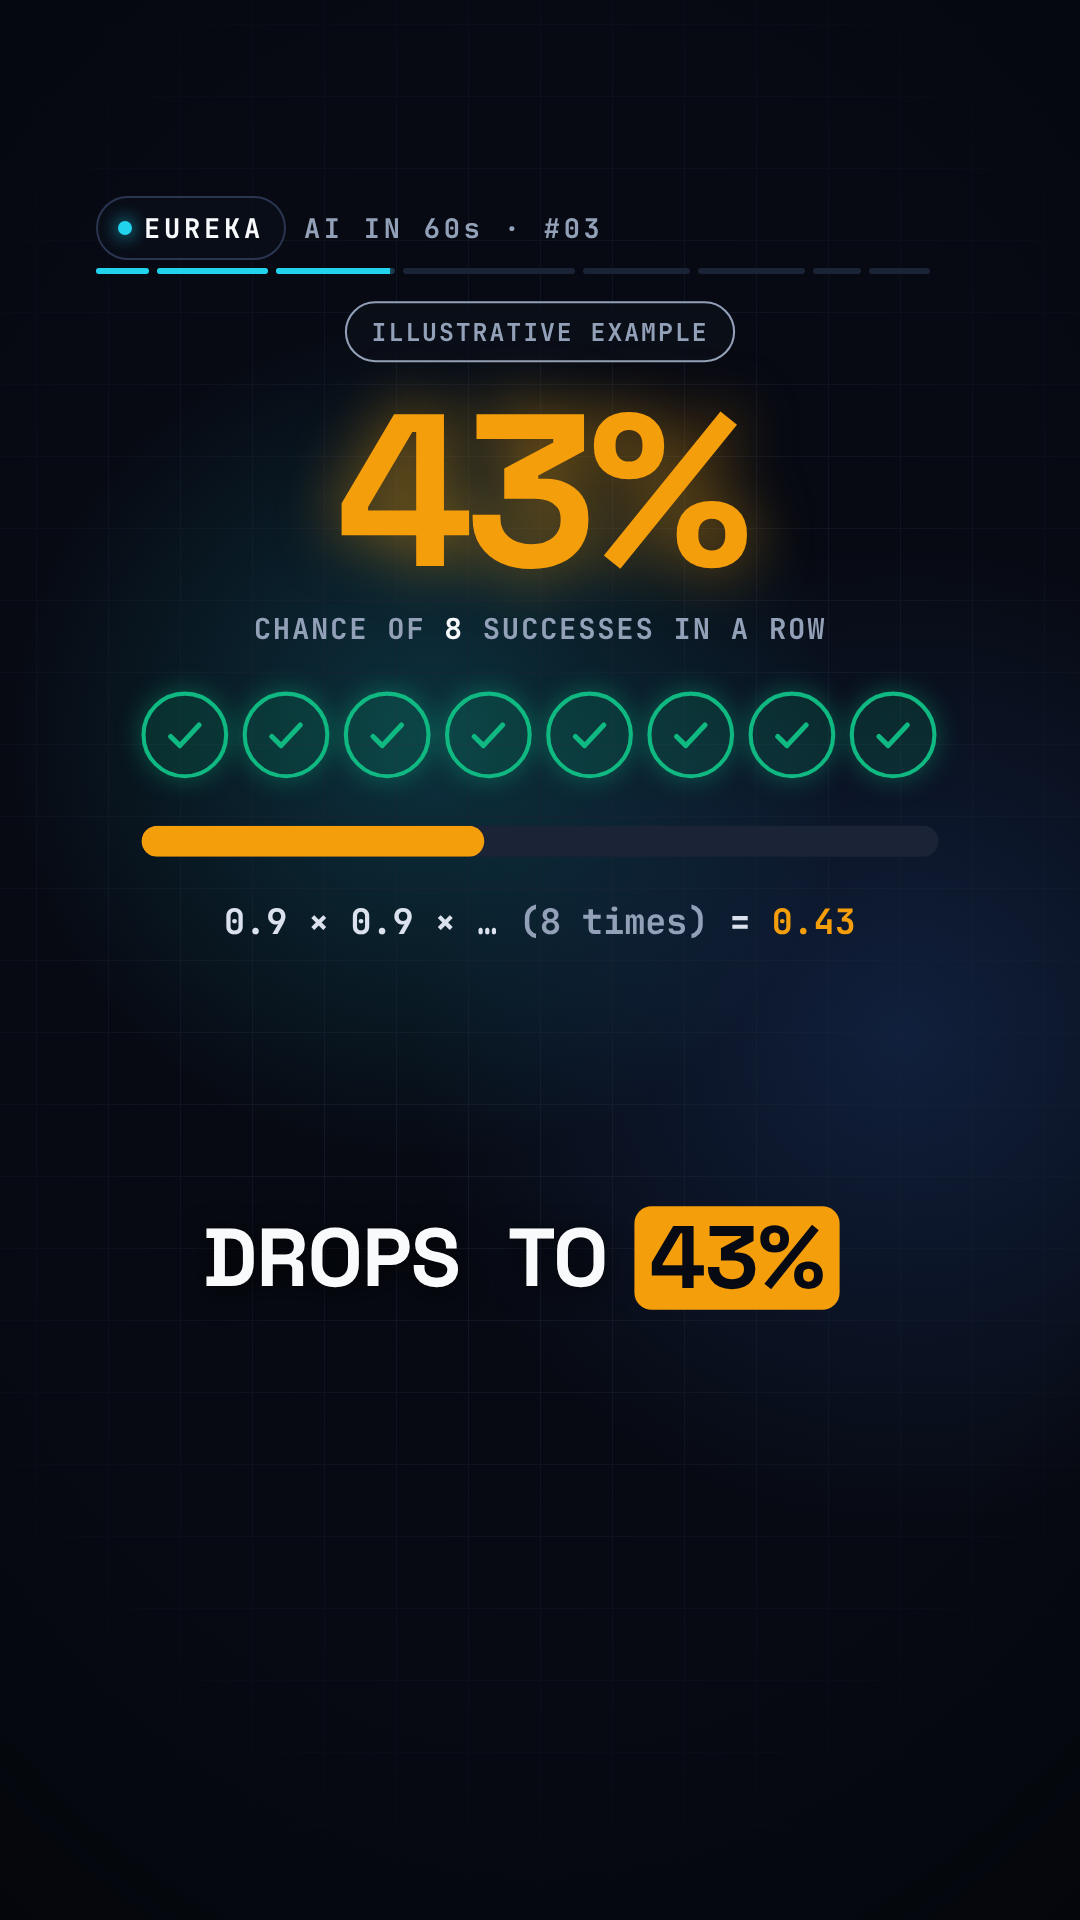 EUREKA AI IN 60s · #03
ILLUSTRATIVE EXAMPLE
43%
CHANCE OF 8 SUCCESSES IN A ROW
0.9 × 0.9 × … (8 times) = 0.43
DROPS TO 43%